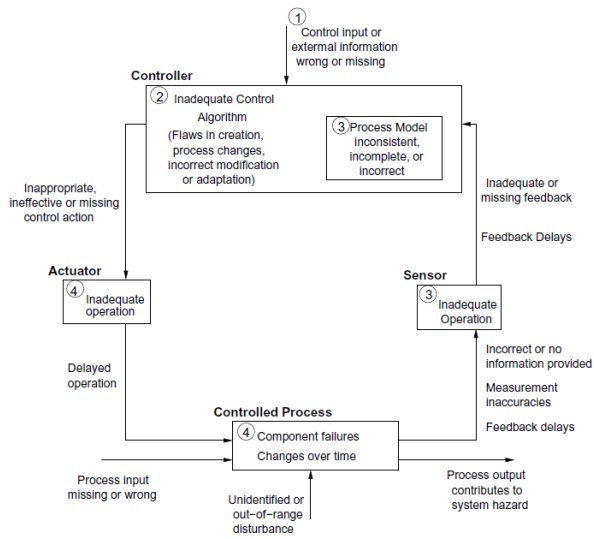 1
Control input or
external information
wrong or missing
Controller
2 Inadequate Control
Algorithm
(Flaws in creation,
process changes,
incorrect modification
or adaptation)
3 Process Model
inconsistent,
incomplete, or
incorrect
Inappropriate,
ineffective or missing
control action
Inadequate or
missing feedback
Feedback Delays
Actuator
4 Inadequate
operation
Sensor
3 Inadequate
Operation
Delayed
operation
Incorrect or no
information provided
Measurement
inaccuracies
Feedback delays
Controlled Process
4 Component failures
Changes over time
Process input
missing or wrong
Unidentified or
out−of−range
disturbance
Process output
contributes to
system hazard